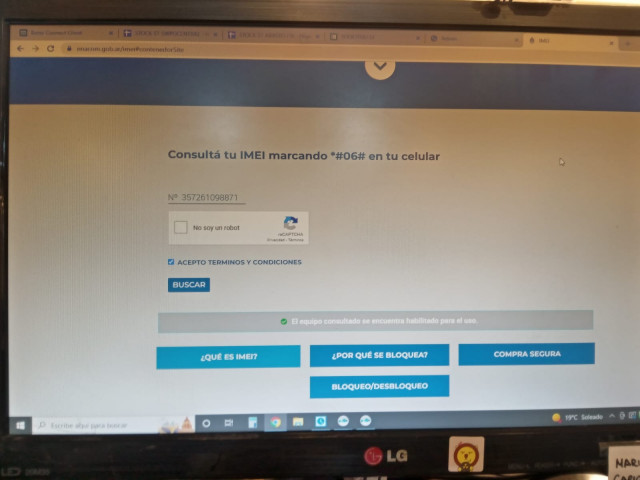 Consultá tu IMEI marcando *#06# en tu celular
Nº 357261098871
No soy un robot
reCAPTCHA
Privacidad - Términos
ACEPTO TERMINOS Y CONDICIONES
BUSCAR
El equipo consultado se encuentra habilitado para el uso.
¿QUÉ ES IMEI?
¿POR QUÉ SE BLOQUEA?
COMPRA SEGURA
BLOQUEO/DESBLOQUEO
Escribe aquí para buscar
19°C Soleado
LG
LED